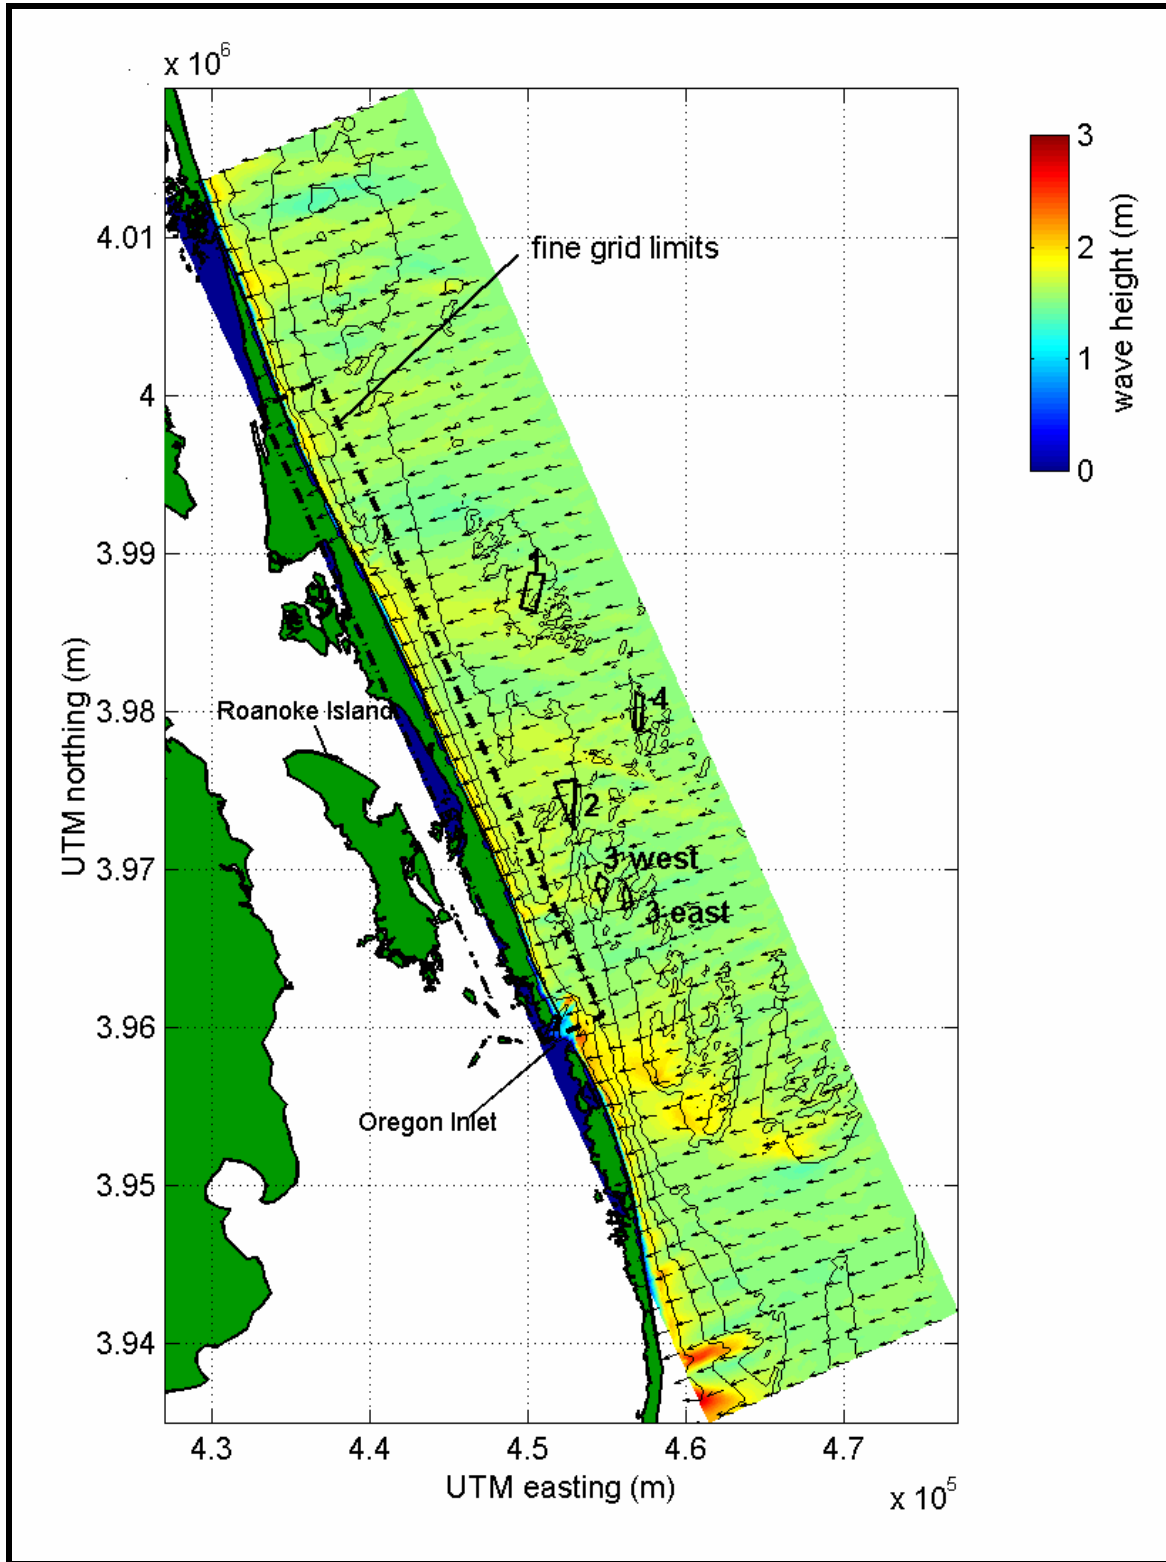 x 10^6
3
fine grid limits
4.01
2
wave height (m)
1
4
0
3.99
1
4
3.98
Roanoke Island
UTM northing (m)
2
3 west
3.97
3 east
3.96
Oregon Inlet
3.95
3.94
4.3 4.4 4.5 4.6 4.7
UTM easting (m)
x 10^5